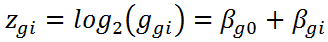 z_{gi} = log_2(g_{gi}) = β_{g0} + β_{gi}